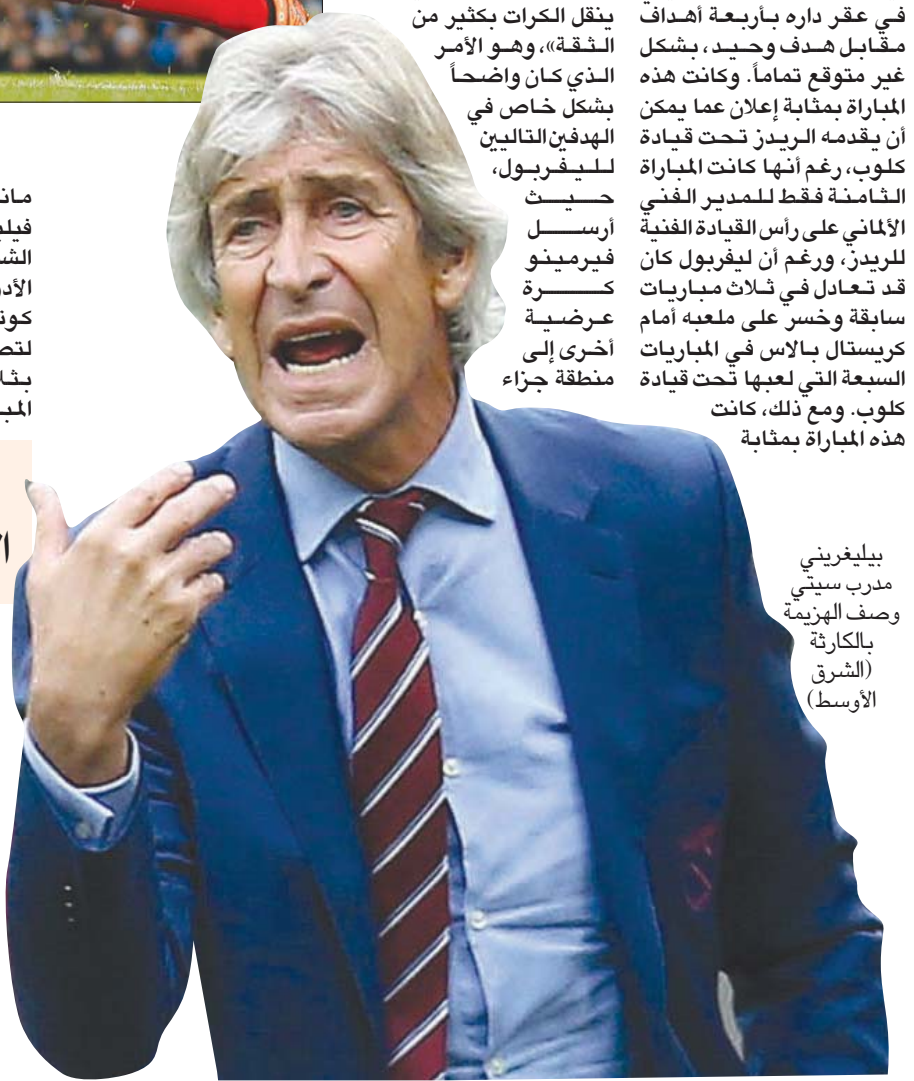 في عقر داره بأربعة أهداف
مقابل هدف وحيد، بشكل
غير متوقع تماماً. وكانت هذه
المباراة بمثابة إعلان عما يمكن
أن يقدمه الريدز تحت قيادة
كلوب، رغم أنها كانت المباراة
الثامنة فقط للمدير الفني
الألماني على رأس القيادة الفنية
للريدز، ورغم أن ليفربول كان
قد تعادل في ثلاث مباريات
سابقة وخسر على ملعبه أمام
كريستال بالاس في المباريات
السبعة التي لعبها تحت قيادة
كلوب. ومع ذلك، كانت
هذه المباراة بمثابة
ينقل الكرات بكثير من
الثقة»، وهو الأمر
الذي كان واضحاً
بشكل خاص في
الهدفين التاليين
لليفربول،
حيث
أرسل
فيرمينو
كرة
عرضية
أخرى إلى
منطقة جزاء
بيليغريني
مدرب سيتي
وصف الهزيمة
بالكارثة
(الشرق
الأوسط)